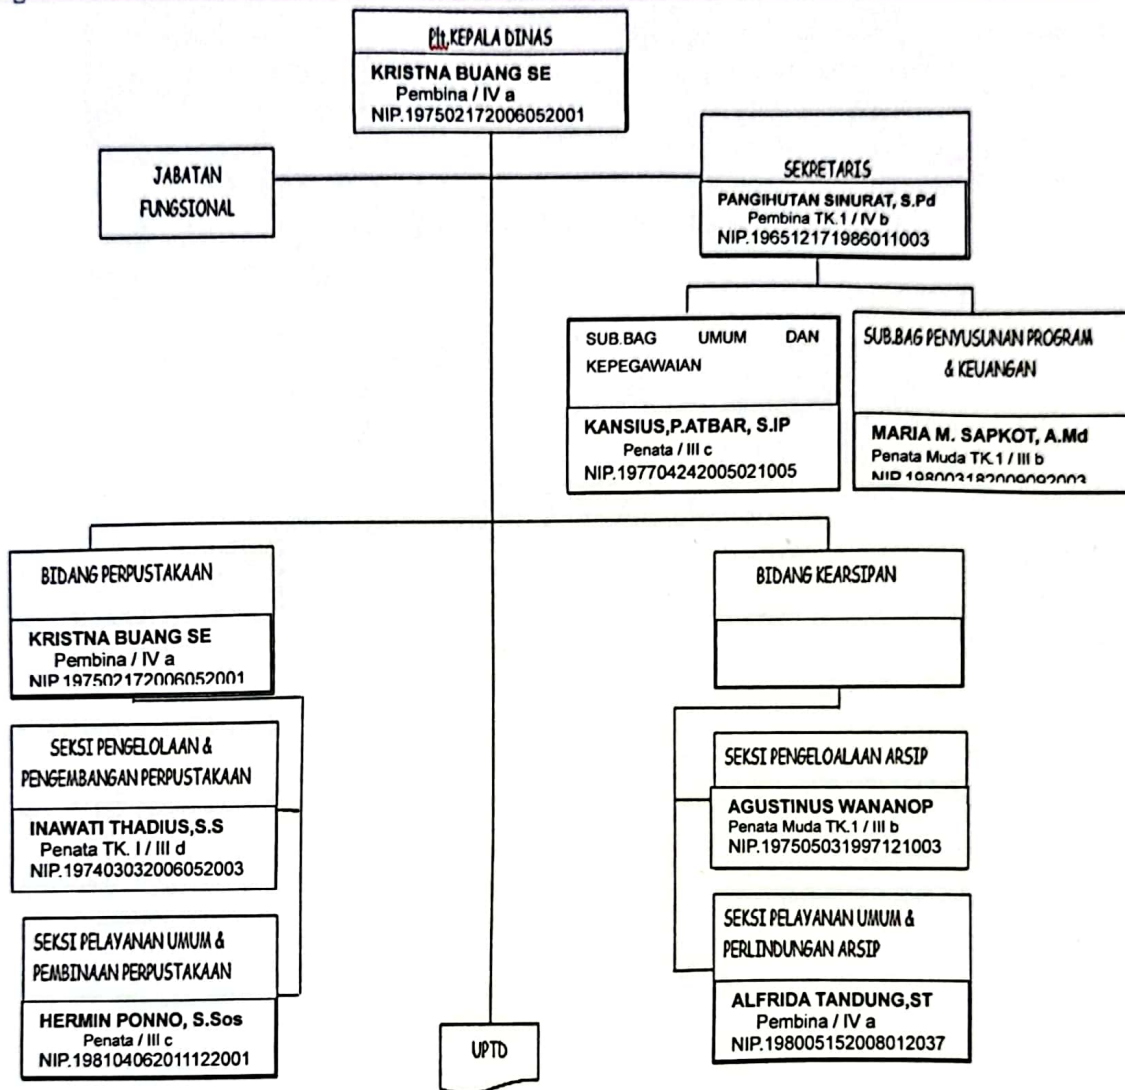 Plt.KEPALA DINAS
KRISTNA BUANG SE
Pembina / IV a
NIP.197502172006052001
JABATAN
FUNGSIONAL
SEKRETARIS
PANGIHUTAN SINURAT, S.Pd
Pembina TK.1 / IV b
NIP.196512171986011003
SUB.BAG UMUM DAN
KEPEGAWAIAN
KANSIUS,P.ATBAR, S.IP
Penata / III c
NIP.197704242005021005
SUB.BAG PENYUSUNAN PROGRAM
& KEUANGAN
MARIA M. SAPKOT, A.Md
Penata Muda TK.1 / III b
NIP.198003182009092003
BIDANG PERPUSTAKAAN
KRISTNA BUANG SE
Pembina / IV a
NIP.197502172006052001
SEKSI PENGELOLAAN &
PENGEMBANGAN PERPUSTAKAAN
INAWATI THADIUS,S.S
Penata TK. I / III d
NIP.197403032006052003
SEKSI PELAYANAN UMUM &
PEMBINAAN PERPUSTAKAAN
HERMIN PONNO, S.Sos
Penata / III c
NIP.198104062011122001
BIDANG KEARSIPAN
SEKSI PENGELOALAAN ARSIP
AGUSTINUS WANANOP
Penata Muda TK.1 / III b
NIP.197505031997121003
SEKSI PELAYANAN UMUM &
PERLINDUNGAN ARSIP
ALFRIDA TANDUNG,ST
Pembina / IV a
NIP.198005152008012037
UPTD